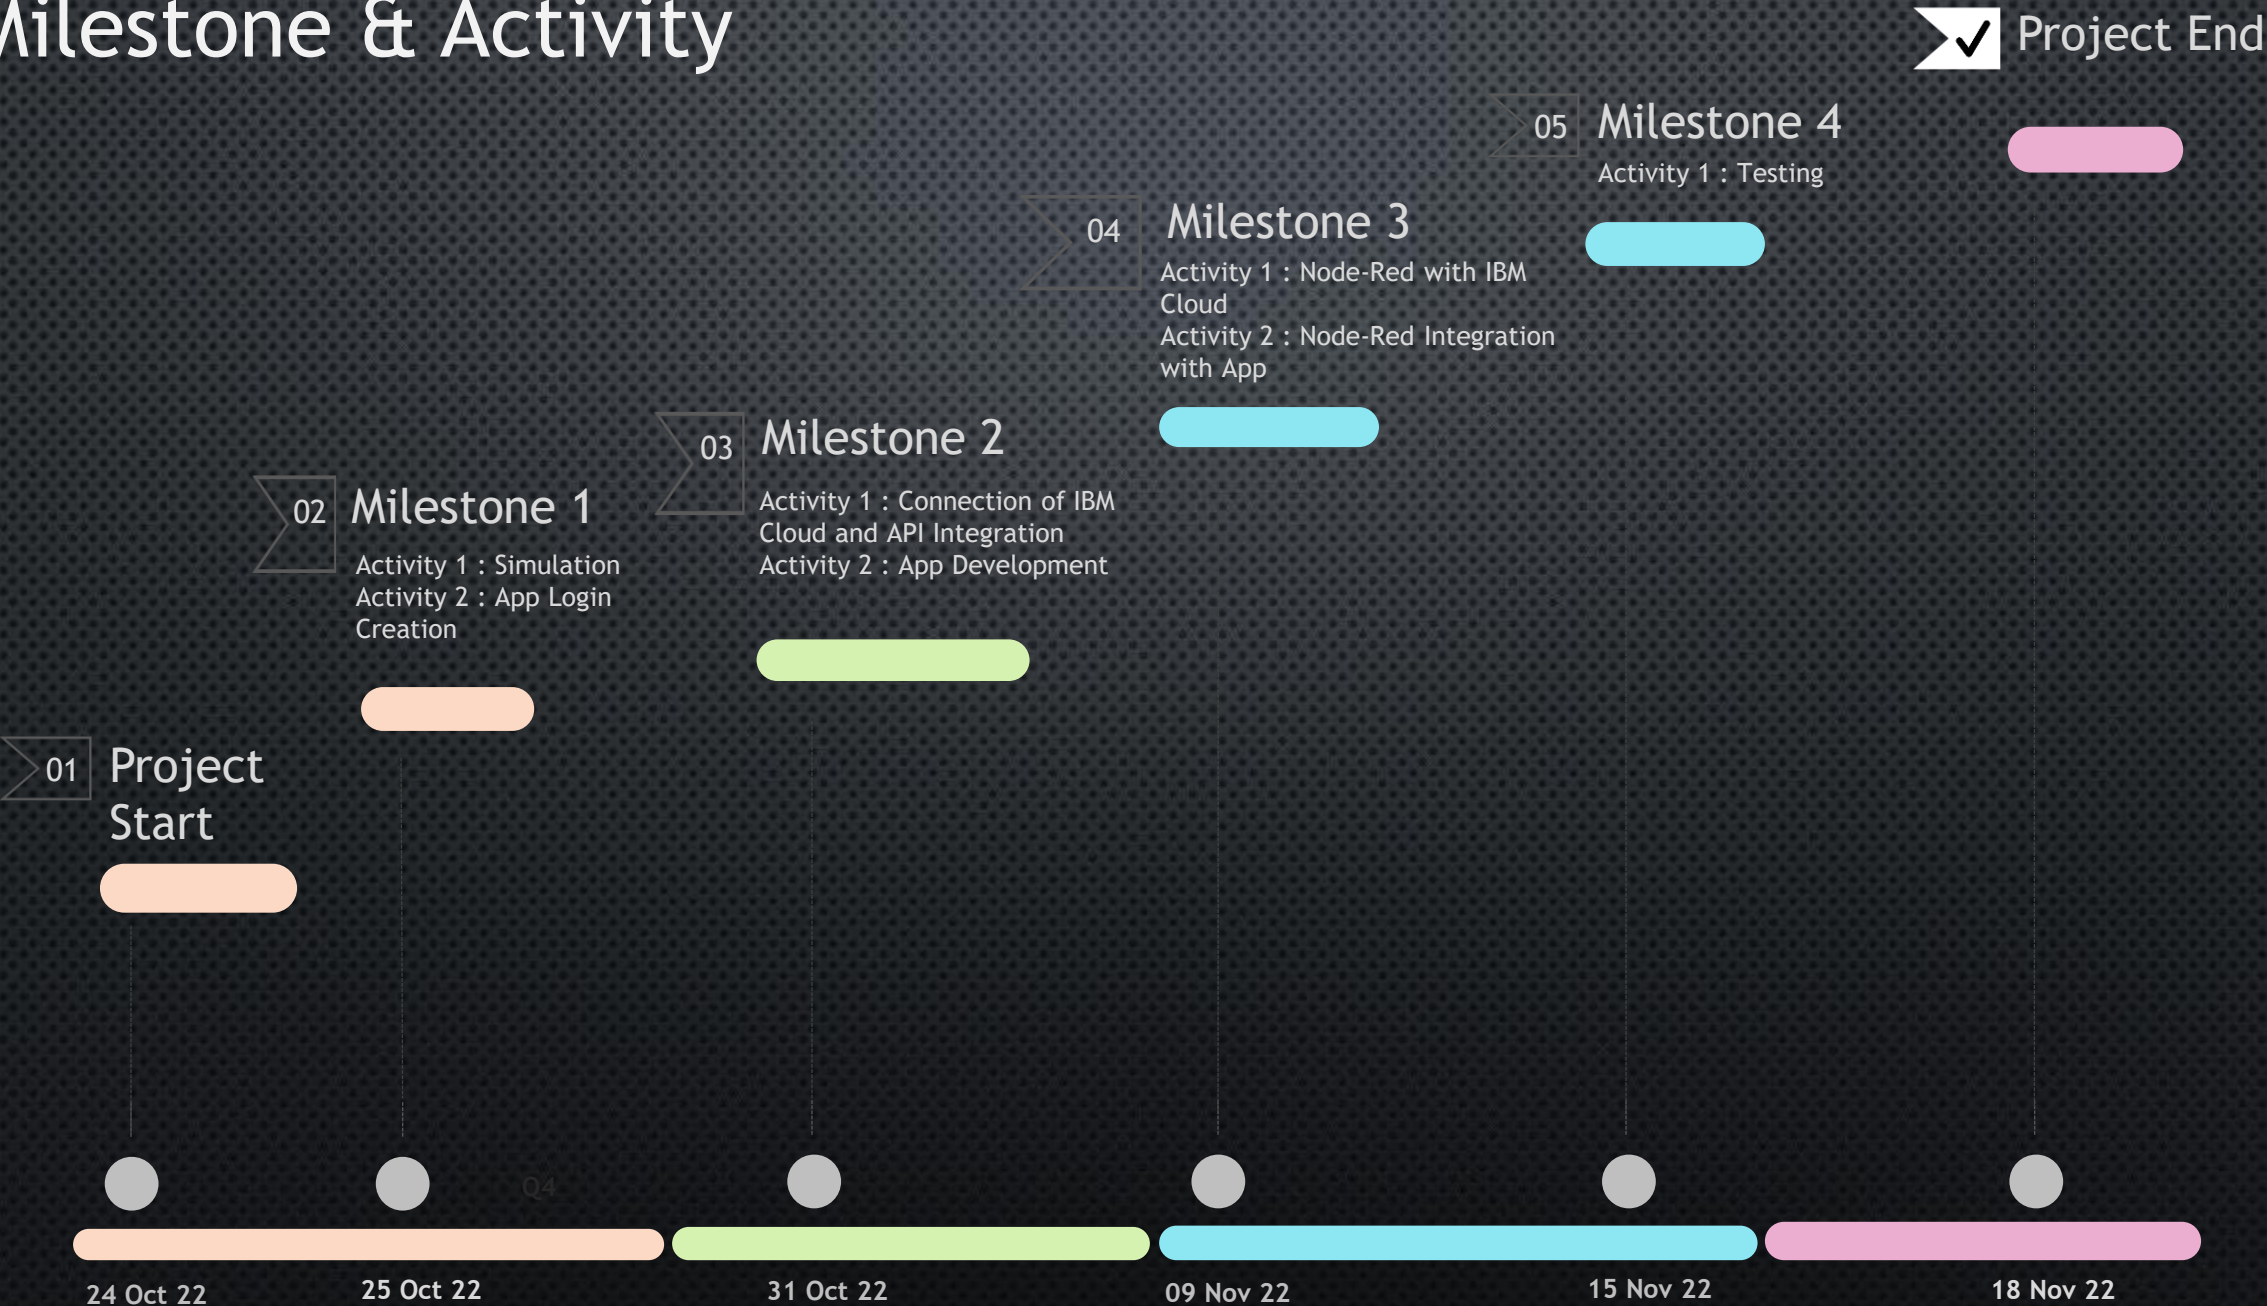 Milestone & Activity
Project End
05
Milestone 4
Activity 1 : Testing
04
Milestone 3
Activity 1 : Node-Red with IBM
Cloud
Activity 2 : Node-Red Integration
with App
03
Milestone 2
Activity 1 : Connection of IBM
Cloud and API Integration
Activity 2 : App Development
02
Milestone 1
Activity 1 : Simulation
Activity 2 : App Login
Creation
01
Project
Start
Q4
24 Oct 22
25 Oct 22
31 Oct 22
09 Nov 22
15 Nov 22
18 Nov 22